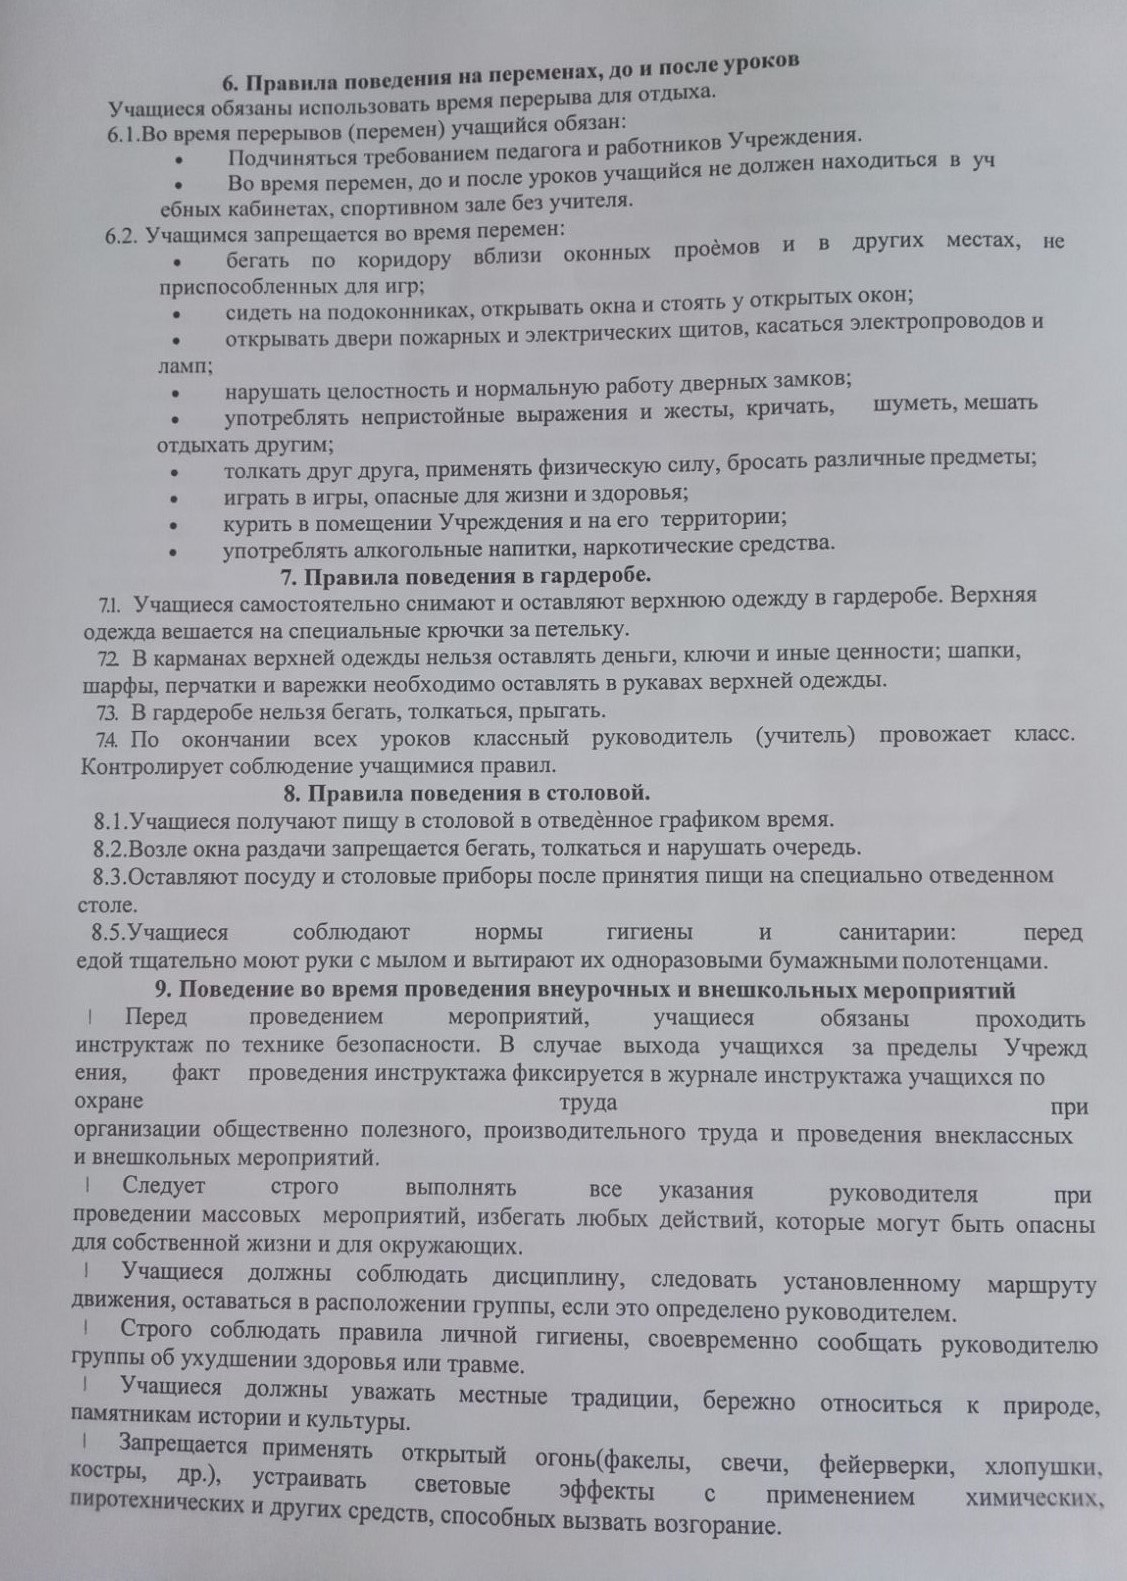 6. Правила поведения на переменах, до и после уроков
Учащиеся обязаны использовать время перерыва для отдыха.
6.1.Во время перерывов (перемен) учащийся обязан:
• Подчиняться требованием педагога и работников Учреждения.
• Во время перемен, до и после уроков учащийся не должен находиться в уч
ебных кабинетах, спортивном зале без учителя.
6.2. Учащимся запрещается во время перемен:
• бегать по коридору вблизи оконных проѐмов и в других местах, не
приспособленных для игр;
• сидеть на подоконниках, открывать окна и стоять у открытых окон;
• открывать двери пожарных и электрических щитов, касаться электропроводов и
ламп;
• нарушать целостность и нормальную работу дверных замков;
• употреблять непристойные выражения и жесты, кричать, шуметь, мешать
отдыхать другим;
• толкать друг друга, применять физическую силу, бросать различные предметы;
• играть в игры, опасные для жизни и здоровья;
• курить в помещении Учреждения и на его территории;
• употреблять алкогольные напитки, наркотические средства.
7. Правила поведения в гардеробе.
7.1. Учащиеся самостоятельно снимают и оставляют верхнюю одежду в гардеробе. Верхняя
одежда вешается на специальные крючки за петельку.
7.2. В карманах верхней одежды нельзя оставлять деньги, ключи и иные ценности; шапки,
шарфы, перчатки и варежки необходимо оставлять в рукавах верхней одежды.
7.3. В гардеробе нельзя бегать, толкаться, прыгать.
7.4. По окончании всех уроков классный руководитель (учитель) провожает класс.
Контролирует соблюдение учащимися правил.
8. Правила поведения в столовой.
8.1.Учащиеся получают пищу в столовой в отведѐнное графиком время.
8.2.Возле окна раздачи запрещается бегать, толкаться и нарушать очередь.
8.3.Оставляют посуду и столовые приборы после принятия пищи на специально отведенном
столе.
8.5.Учащиеся соблюдают нормы гигиены и санитарии: перед
едой тщательно моют руки с мылом и вытирают их одноразовыми бумажными полотенцами.
9. Поведение во время проведения внеурочных и внешкольных мероприятий
| Перед проведением мероприятий, учащиеся обязаны проходить
инструктаж по технике безопасности. В случае выхода учащихся за пределы Учрежд
ения, факт проведения инструктажа фиксируется в журнале инструктажа учащихся по
охране труда при
организации общественно полезного, производительного труда и проведения внеклассных
и внешкольных мероприятий.
| Следует строго выполнять все указания руководителя при
проведении массовых мероприятий, избегать любых действий, которые могут быть опасны
для собственной жизни и для окружающих.
| Учащиеся должны соблюдать дисциплину, следовать установленному маршруту
движения, оставаться в расположении группы, если это определено руководителем.
| Строго соблюдать правила личной гигиены, своевременно сообщать руководителю
группы об ухудшении здоровья или травме.
| Учащиеся должны уважать местные традиции, бережно относиться к природе,
памятникам истории и культуры.
| Запрещается применять открытый огонь(факелы, свечи, фейерверки, хлопушки,
костры, др.), устраивать световые эффекты с применением химических,
пиротехнических и других средств, способных вызвать возгорание.